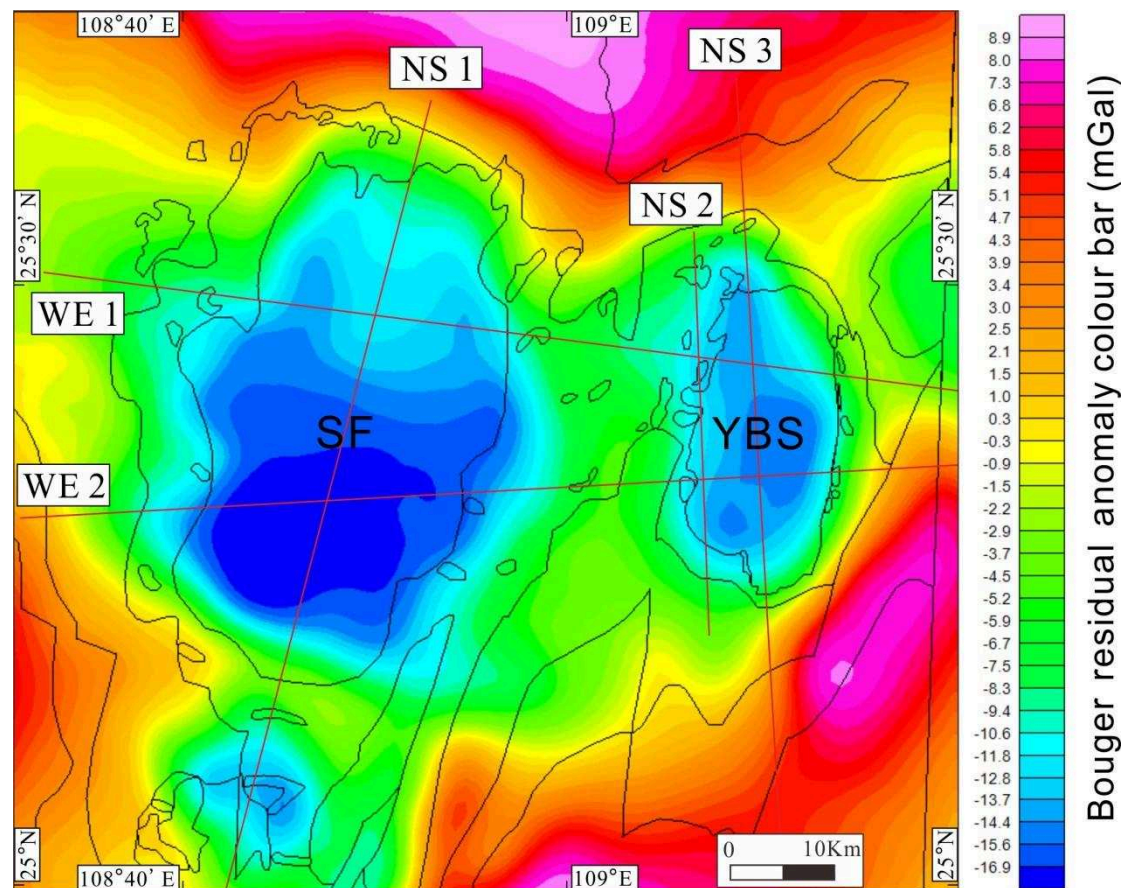 108°40' E
109°E
NS 1
NS 3
NS 2
25°30' N
25°30' N
WE 1
SF
YBS
WE 2
25°N
25°N
108°40' E
109°E
0 10Km
8.9
8.0
7.3
6.8
6.2
5.8
5.4
5.1
4.7
4.3
3.9
3.4
3.0
2.5
2.1
1.5
1.0
0.3
-0.3
-0.9
-1.5
-2.2
-2.9
-3.7
-4.5
-5.2
-5.9
-6.7
-7.5
-8.3
-9.4
-10.6
-11.8
-12.8
-13.7
-14.4
-15.6
-16.9
Bouger residual anomaly colour bar (mGal)